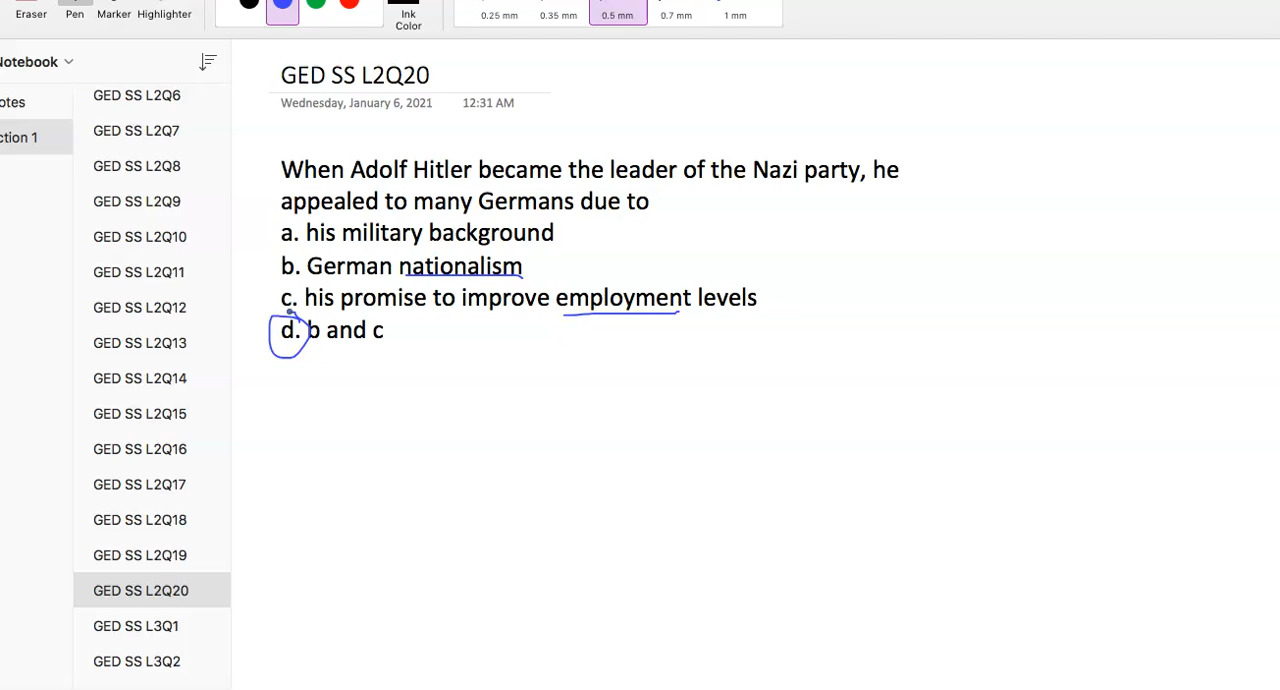 Eraser
Pen
Marker
Highlighter
Ink
Color
0.25 mm
0.35 mm
0.5 mm
0.7 mm
1 mm
Notebook
otes
ction 1
GED SS L2Q6
GED SS L2Q7
GED SS L2Q8
GED SS L2Q9
GED SS L2Q10
GED SS L2Q11
GED SS L2Q12
GED SS L2Q13
GED SS L2Q14
GED SS L2Q15
GED SS L2Q16
GED SS L2Q17
GED SS L2Q18
GED SS L2Q19
GED SS L2Q20
GED SS L3Q1
GED SS L3Q2
GED SS L2Q20
Wednesday, January 6, 2021 12:31 AM
When Adolf Hitler became the leader of the Nazi party, he
appealed to many Germans due to
a. his military background
b. German nationalism
c. his promise to improve employment levels
d. b and c